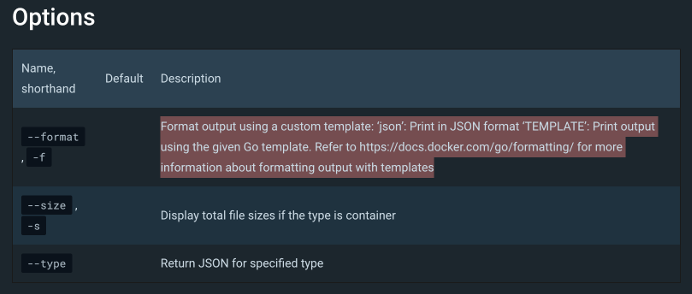 Options
Name,
shorthand
Default
Description
--format
, -f
Format output using a custom template: ‘json’: Print in JSON format ‘TEMPLATE’: Print output
using the given Go template. Refer to https://docs.docker.com/go/formatting/ for more
information about formatting output with templates
--size ,
-s
Display total file sizes if the type is container
--type
Return JSON for specified type